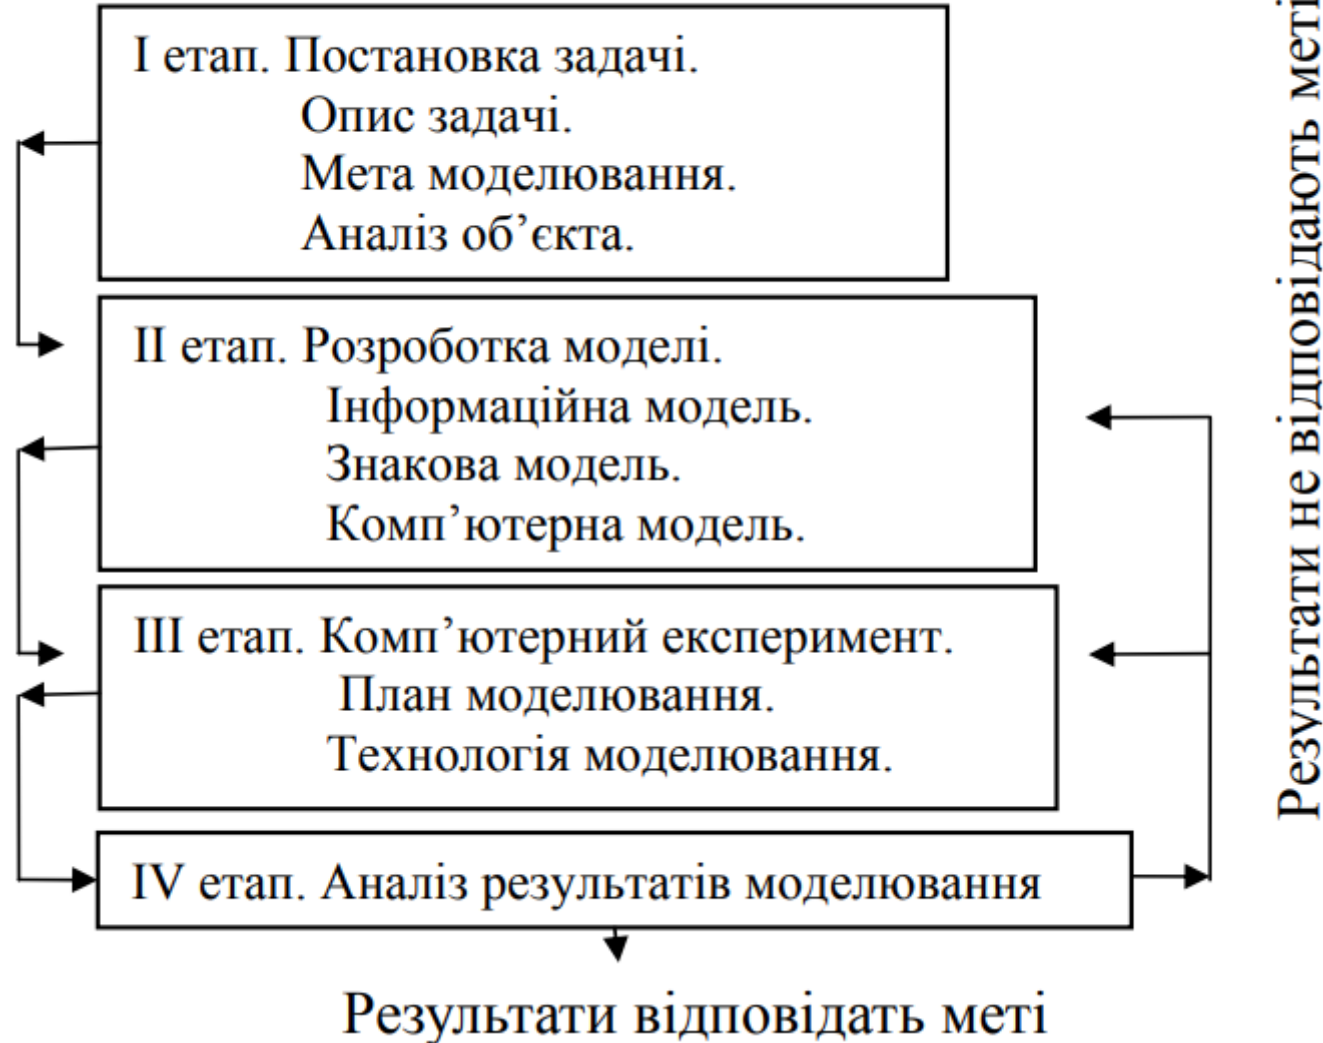 І етап. Постановка задачі.
Опис задачі.
Мета моделювання.
Аналіз об’єкта.
ІІ етап. Розроботка моделі.
Інформаційна модель.
Знакова модель.
Комп’ютерна модель.
ІІІ етап. Комп’ютерний експеримент.
План моделювання.
Технологія моделювання.
IV етап. Аналіз результатів моделювання
Результати відповідать меті
Результати не відповідають меті